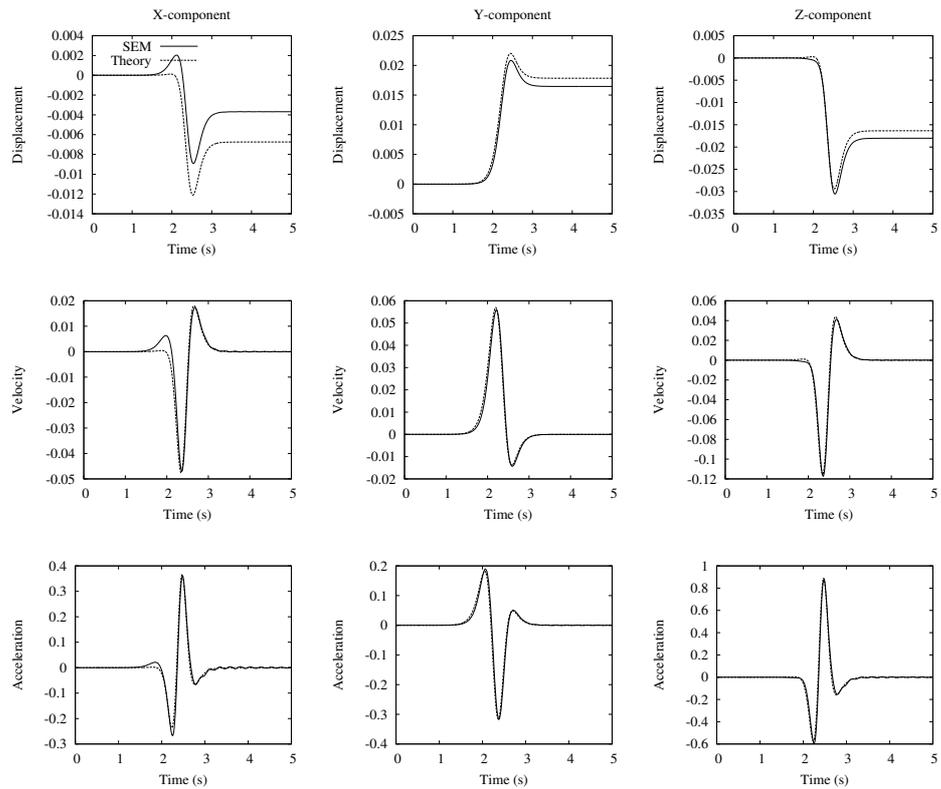 X-component
Y-component
Z-component
SEM
Theory
Displacement
0.004
0.002
0
-0.002
-0.004
-0.006
-0.008
-0.01
-0.012
-0.014
0 1 2 3 4 5
Time (s)
Displacement
0.025
0.02
0.015
0.01
0.005
0
-0.005
0 1 2 3 4 5
Time (s)
Displacement
0.005
0
-0.005
-0.01
-0.015
-0.02
-0.025
-0.03
-0.035
0 1 2 3 4 5
Time (s)
Velocity
0.02
0.01
0
-0.01
-0.02
-0.03
-0.04
-0.05
0 1 2 3 4 5
Time (s)
Velocity
0.06
0.05
0.04
0.03
0.02
0.01
0
-0.01
-0.02
0 1 2 3 4 5
Time (s)
Velocity
0.06
0.04
0.02
0
-0.02
-0.04
-0.06
-0.08
-0.1
-0.12
0 1 2 3 4 5
Time (s)
Acceleration
0.4
0.3
0.2
0.1
0
-0.1
-0.2
-0.3
0 1 2 3 4 5
Time (s)
Acceleration
0.2
0.1
0
-0.1
-0.2
-0.3
-0.4
0 1 2 3 4 5
Time (s)
Acceleration
1
0.8
0.6
0.4
0.2
0
-0.2
-0.4
-0.6
0 1 2 3 4 5
Time (s)